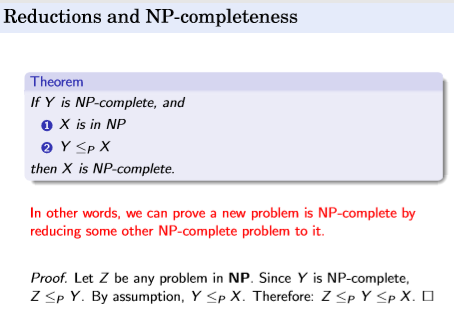 Reductions and NP-completeness
Theorem
If Y is NP-complete, and
1 X is in NP
2 Y ≤P X
then X is NP-complete.
In other words, we can prove a new problem is NP-complete by
reducing some other NP-complete problem to it.
Proof. Let Z be any problem in NP. Since Y is NP-complete,
Z ≤P Y. By assumption, Y ≤P X. Therefore: Z ≤P Y ≤P X. □